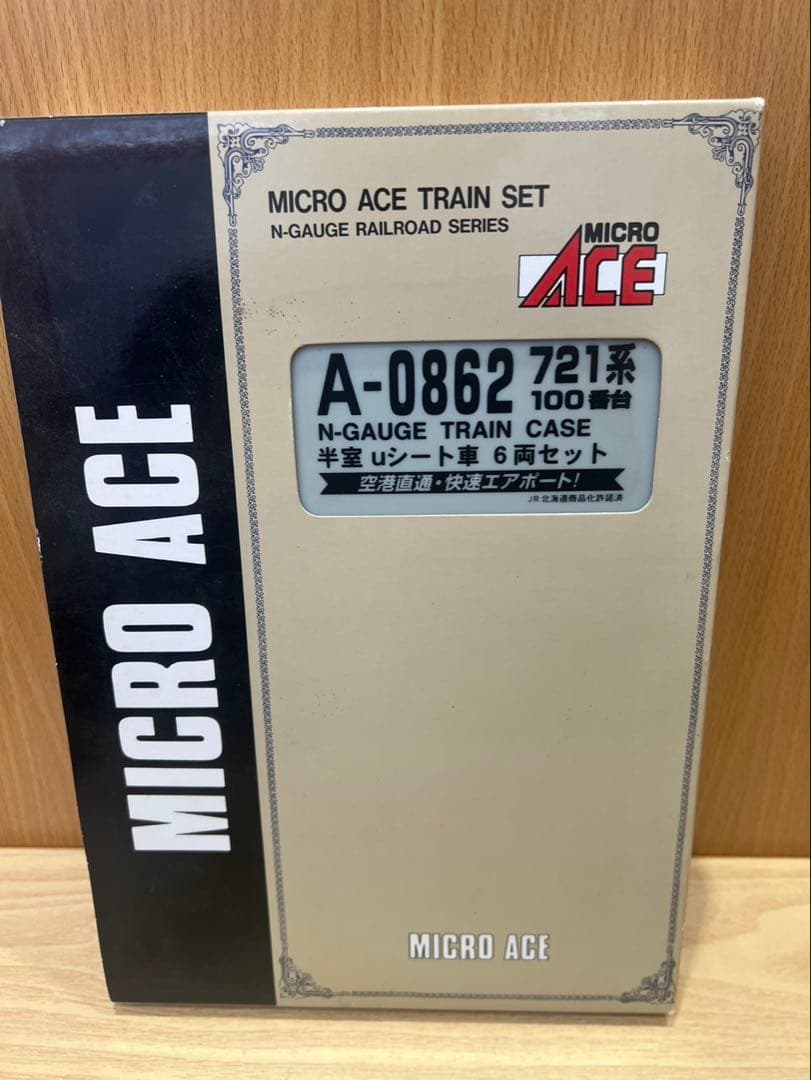 MICRO ACE
MICRO ACE TRAIN SET
N-GAUGE RAILROAD SERIES
MICRO
ACE
A-0862 721系
100番台
N-GAUGE TRAIN CASE
半室 uシート車 6両セット
空港直通・快速エアポート!
JR北海道商品化許諾済
MICRO ACE